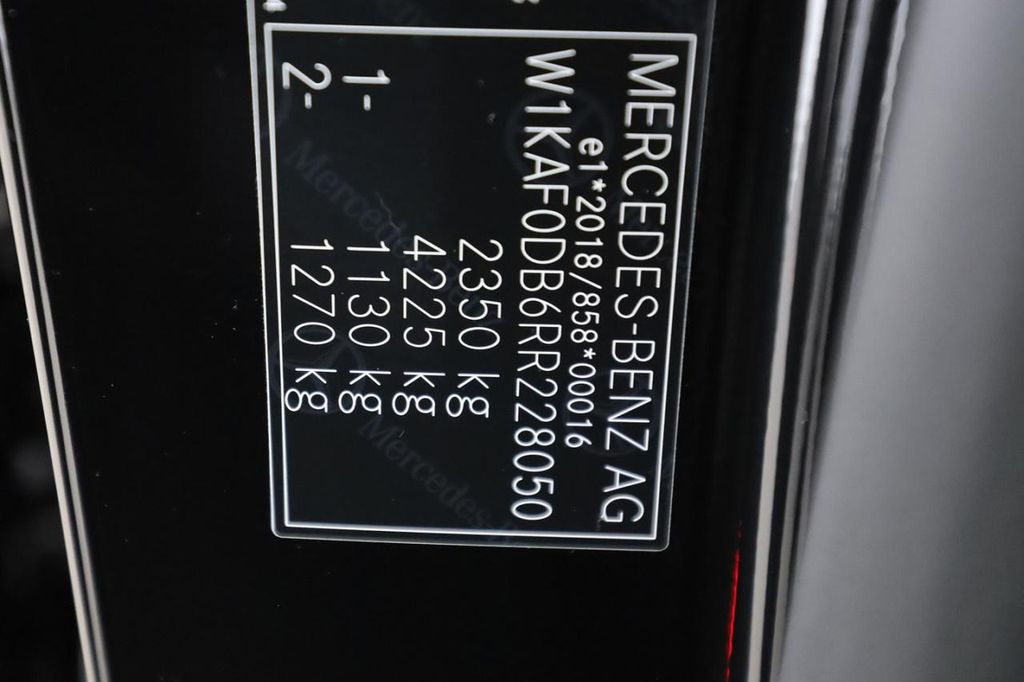 MERCEDES-BENZ AG
e1*2018/858*00016
W1KAF0DB6RR228050
2350 kg
4225 kg
1- 1130 kg
2- 1270 kg